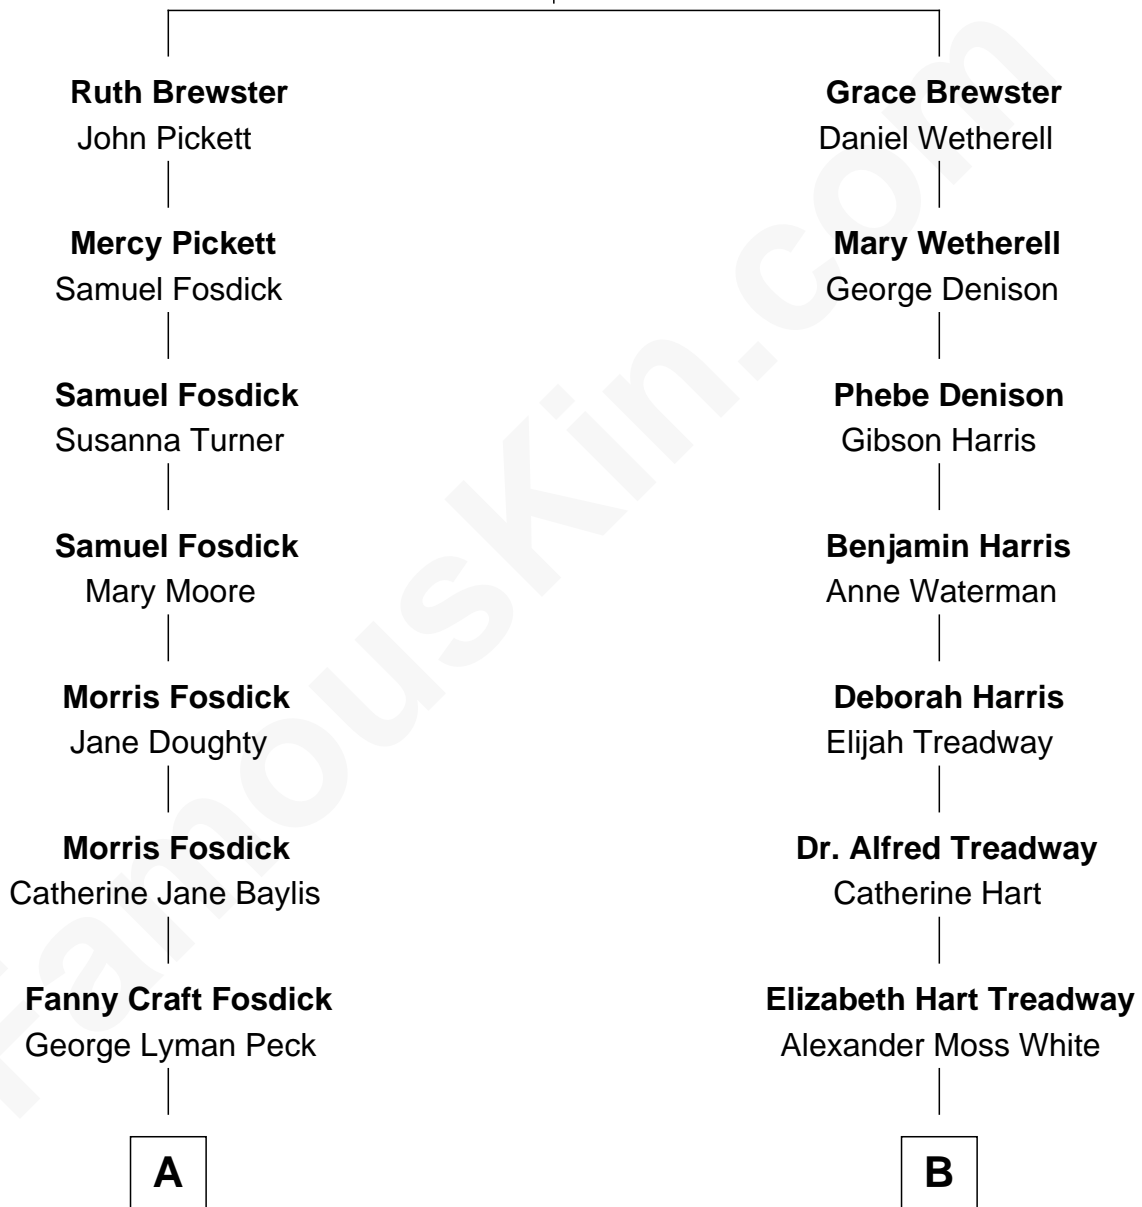 Ruth Brewster
John Pickett
Mercy Pickett
Samuel Fosdick
Samuel Fosdick
Susanna Turner
Samuel Fosdick
Mary Moore
Morris Fosdick
Jane Doughty
Morris Fosdick
Catherine Jane Baylis
Fanny Craft Fosdick
George Lyman Peck
A
Grace Brewster
Daniel Wetherell
Mary Wetherell
George Denison
Phebe Denison
Gibson Harris
Benjamin Harris
Anne Waterman
Deborah Harris
Elijah Treadway
Dr. Alfred Treadway
Catherine Hart
Elizabeth Hart Treadway
Alexander Moss White
B
FamousKin.com